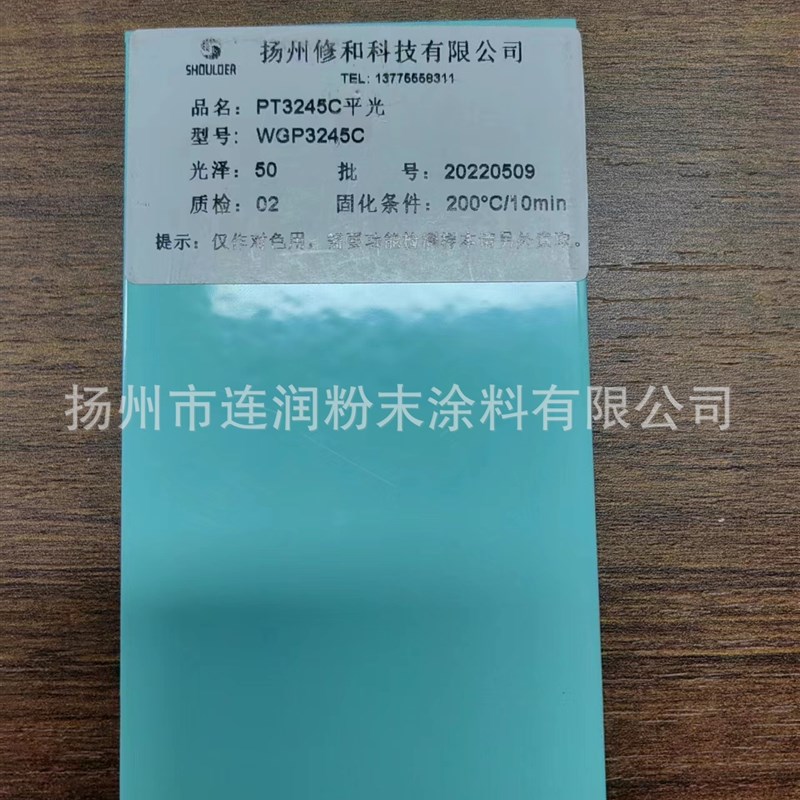 SHOULDER
扬州修和科技有限公司
TEL: 13775558311
品名: PT3245C平光
型号: WGP3245C
光泽: 50 批 号: 20220509
质检: 02 固化条件: 200°C/10min
提示: 仅作对色用,
扬州市连润粉末涂料有限公司